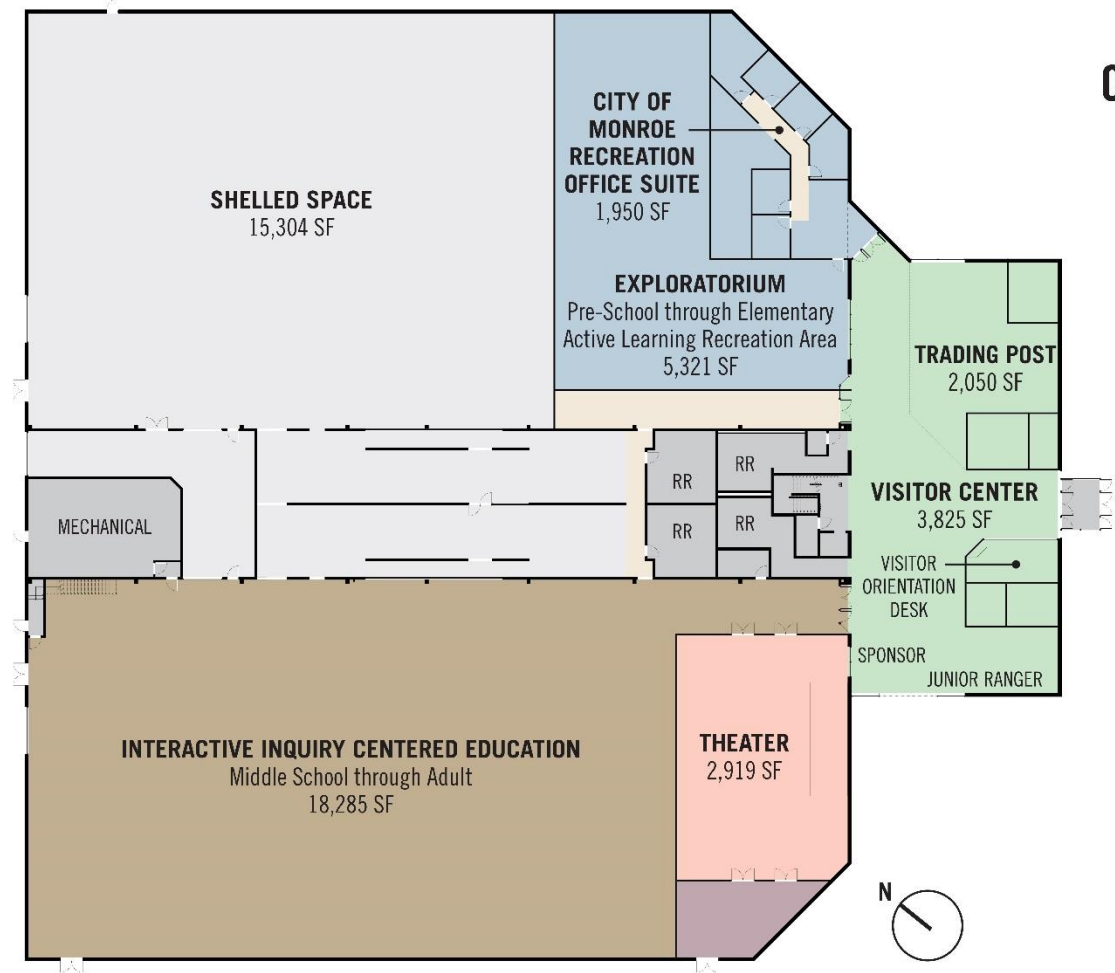 CITY OF
MONROE
RECREATION
OFFICE SUITE
1,950 SF
SHELLED SPACE
15,304 SF
EXPLORATORIUM
Pre-School through Elementary
Active Learning Recreation Area
5,321 SF
TRADING POST
2,050 SF
RR
RR
RR
RR
MECHANICAL
VISITOR CENTER
3,825 SF
VISITOR
ORIENTATION
DESK
SPONSOR
JUNIOR RANGER
INTERACTIVE INQUIRY CENTERED EDUCATION
Middle School through Adult
18,285 SF
THEATER
2,919 SF
N